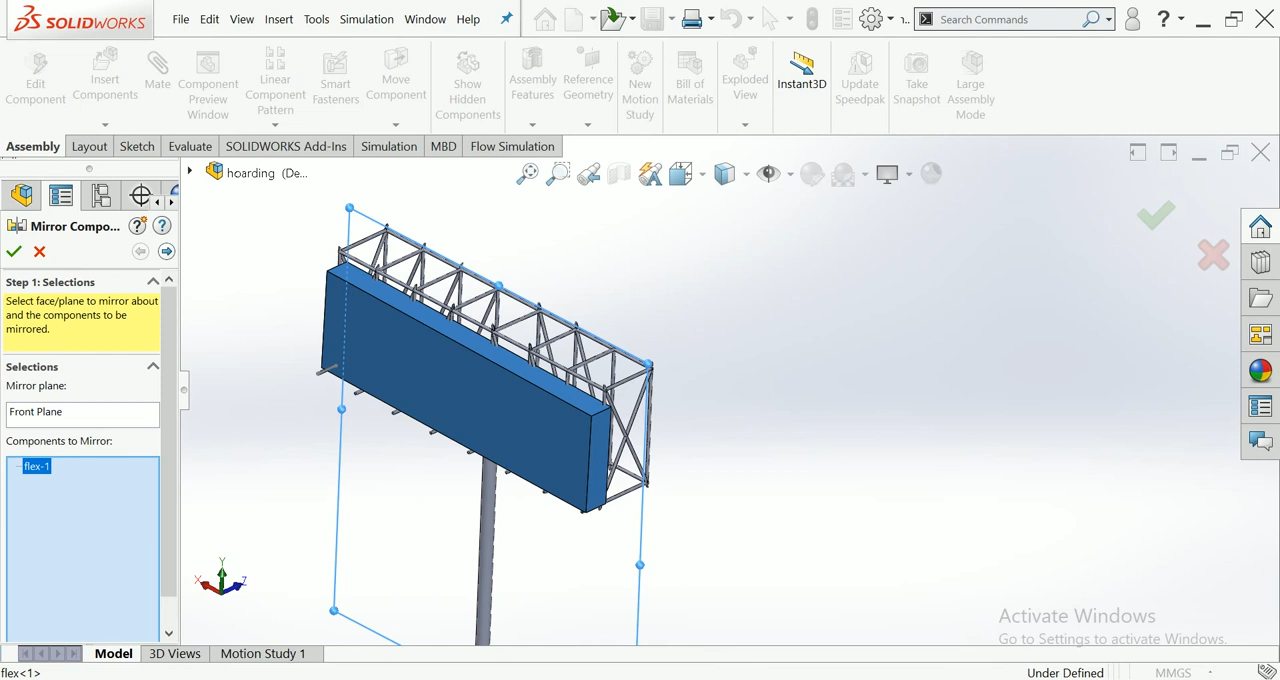 SOLIDWORKS
File Edit View Insert Tools Simulation Window Help
Search Commands
Edit Component
Insert Components
Mate
Component Preview Window
Linear Component Pattern
Smart Fasteners
Move Component
Show Hidden Components
Assembly Features
Reference Geometry
New Motion Study
Bill of Materials
Exploded View
Instant3D
Update Speedpak
Take Snapshot
Large Assembly Mode
Assembly Layout Sketch Evaluate SOLIDWORKS Add-Ins Simulation MBD Flow Simulation
hoarding (De...
Mirror Compo...
Step 1: Selections
Select face/plane to mirror about
and the components to be
mirrored.
Selections
Mirror plane:
Front Plane
Components to Mirror:
flex-1
Y
X
Z
Activate Windows
Go to Settings to activate Windows.
Model 3D Views Motion Study 1
flex<1>
Under Defined
MMGS